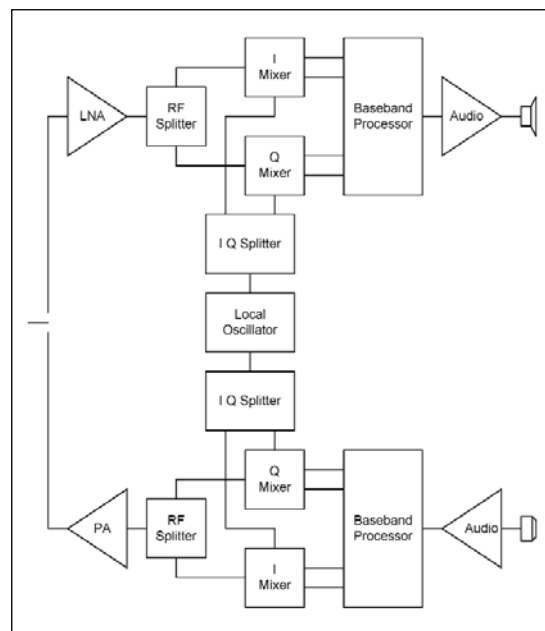 I
Mixer
LNA
RF
Splitter
Baseband
Processor
Audio
Q
Mixer
I Q Splitter
Local
Oscillator
I Q Splitter
Q
Mixer
PA
RF
Splitter
Baseband
Processor
Audio
I
Mixer